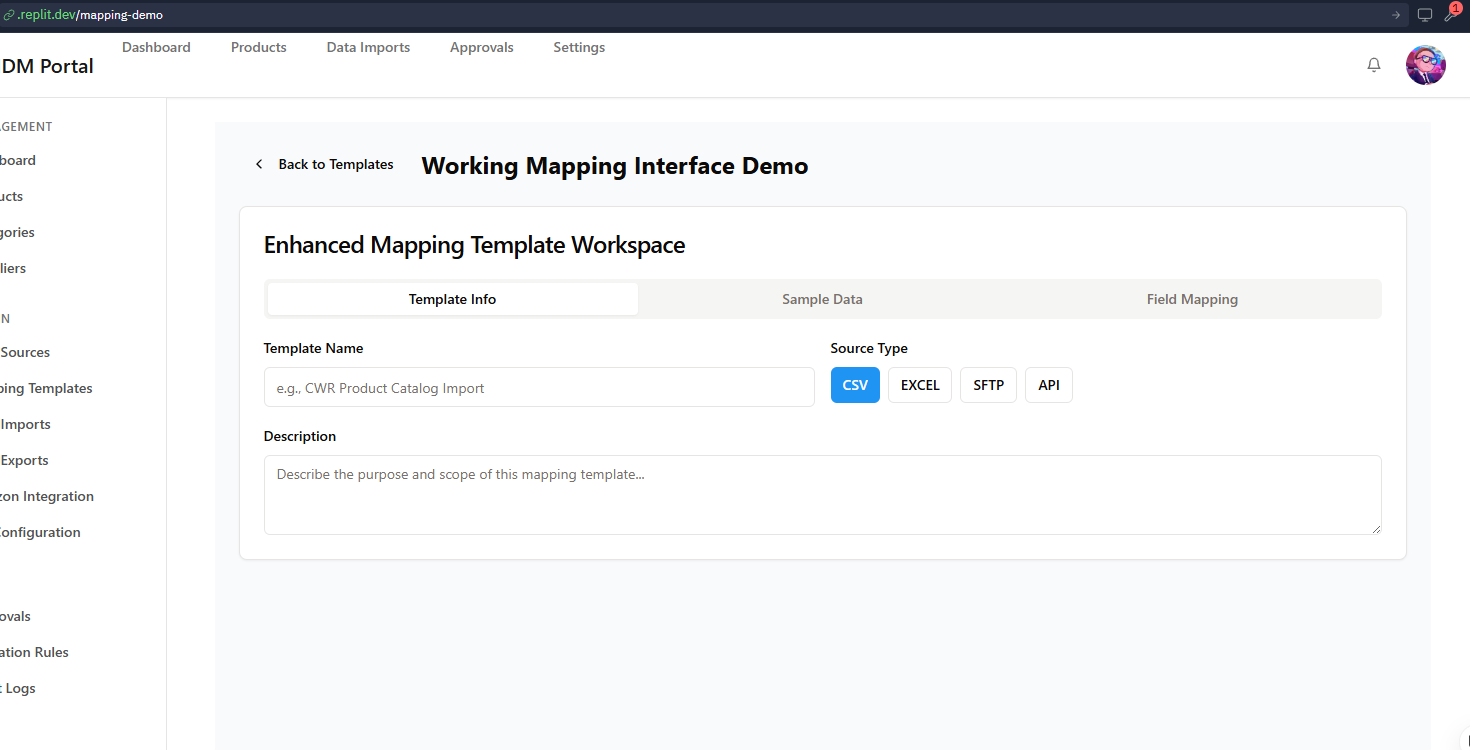 .replit.dev/mapping-demo
1
Dashboard Products Data Imports Approvals Settings
DM Portal
AGEMENT
board
ucts
gories
liers
N
Sources
ping Templates
Imports
Exports
zon Integration
Configuration
ovals
ation Rules
t Logs
Back to Templates
Working Mapping Interface Demo
Enhanced Mapping Template Workspace
Template Info Sample Data Field Mapping
Template Name
e.g., CWR Product Catalog Import
Source Type
CSV EXCEL SFTP API
Description
Describe the purpose and scope of this mapping template...